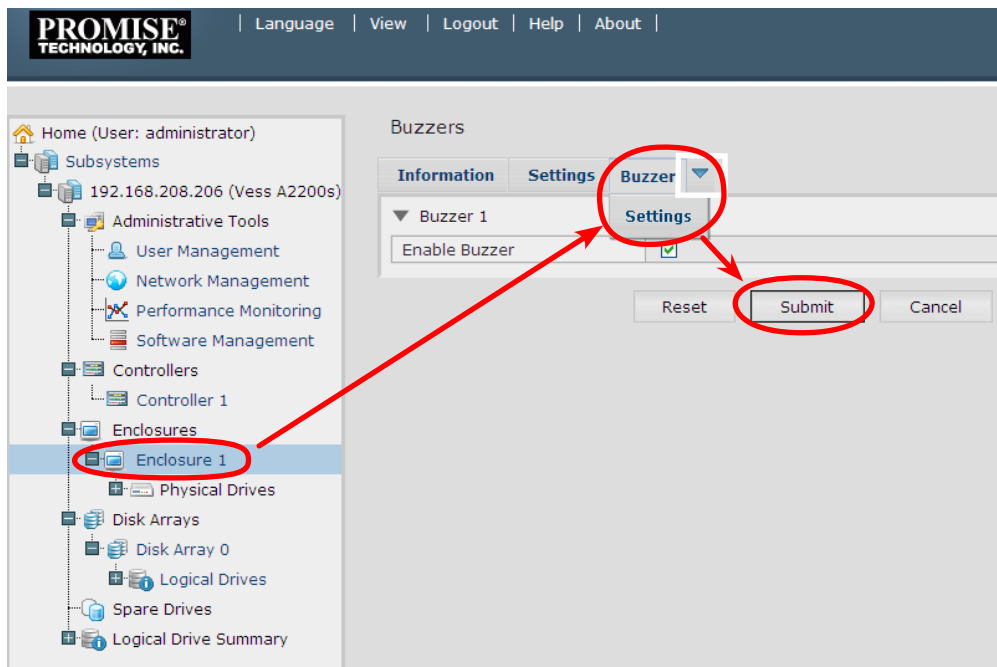 PROMISE®
TECHNOLOGY, INC.
| Language | View | Logout | Help | About |
Home (User: administrator)
Subsystems
192.168.208.206 (Vess A2200s)
Administrative Tools
User Management
Network Management
Performance Monitoring
Software Management
Controllers
Controller 1
Enclosures
Enclosure 1
Physical Drives
Disk Arrays
Disk Array 0
Logical Drives
Spare Drives
Logical Drive Summary
Buzzers
Information Settings Buzzer
Settings
Buzzer 1
Enable Buzzer
Reset Submit Cancel